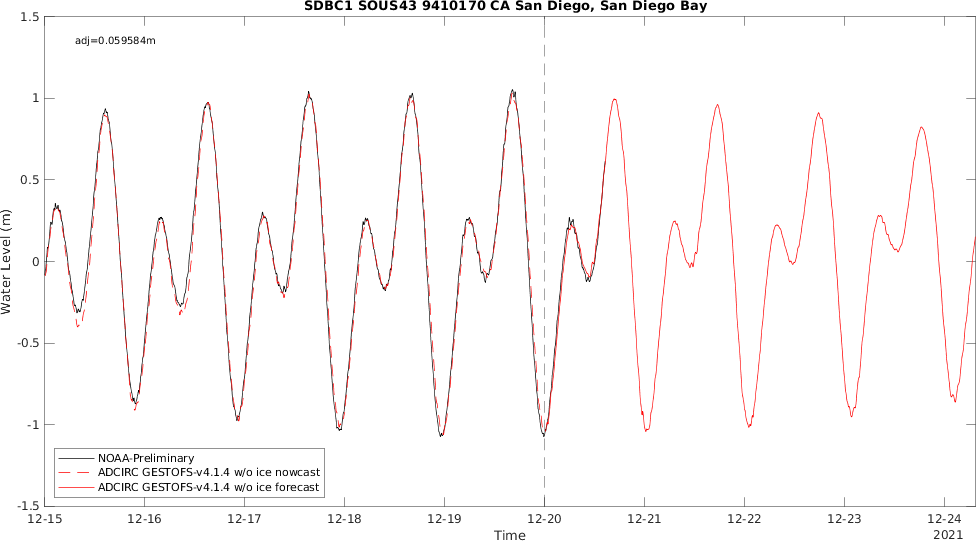 SDBC1 SOUS43 9410170 CA San Diego, San Diego Bay
adj=0.059584m
1.5
1
0.5
0
-0.5
-1
-1.5
Water Level (m)
NOAA-Preliminary
ADCIRC GESTOFS-v4.1.4 w/o ice nowcast
ADCIRC GESTOFS-v4.1.4 w/o ice forecast
12-15 12-16 12-17 12-18 12-19 12-20 12-21 12-22 12-23 12-24
Time
2021